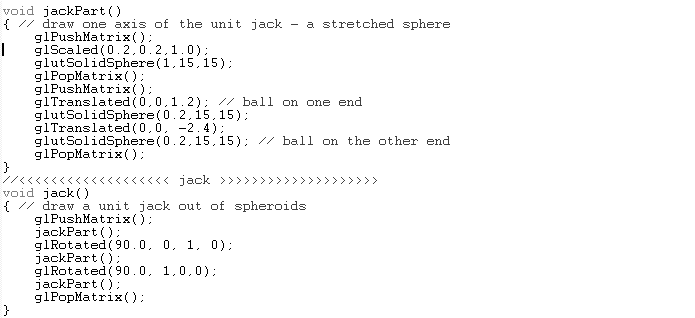 void jackPart()
{ // draw one axis of the unit jack - a stretched sphere
glPushMatrix();
glScaled(0.2,0.2,1.0);
glutSolidSphere(1,15,15);
glPopMatrix();
glPushMatrix();
glTranslated(0,0,1.2); // ball on one end
glutSolidSphere(0.2,15,15);
glTranslated(0,0, -2.4);
glutSolidSphere(0.2,15,15); // ball on the other end
glPopMatrix();
}
//<<<<<<<<<<<<<<<<<<< jack >>>>>>>>>>>>>>>>>>>>
void jack()
{ // draw a unit jack out of spheroids
glPushMatrix();
jackPart();
glRotated(90.0, 0, 1, 0);
jackPart();
glRotated(90.0, 1,0,0);
jackPart();
glPopMatrix();
}